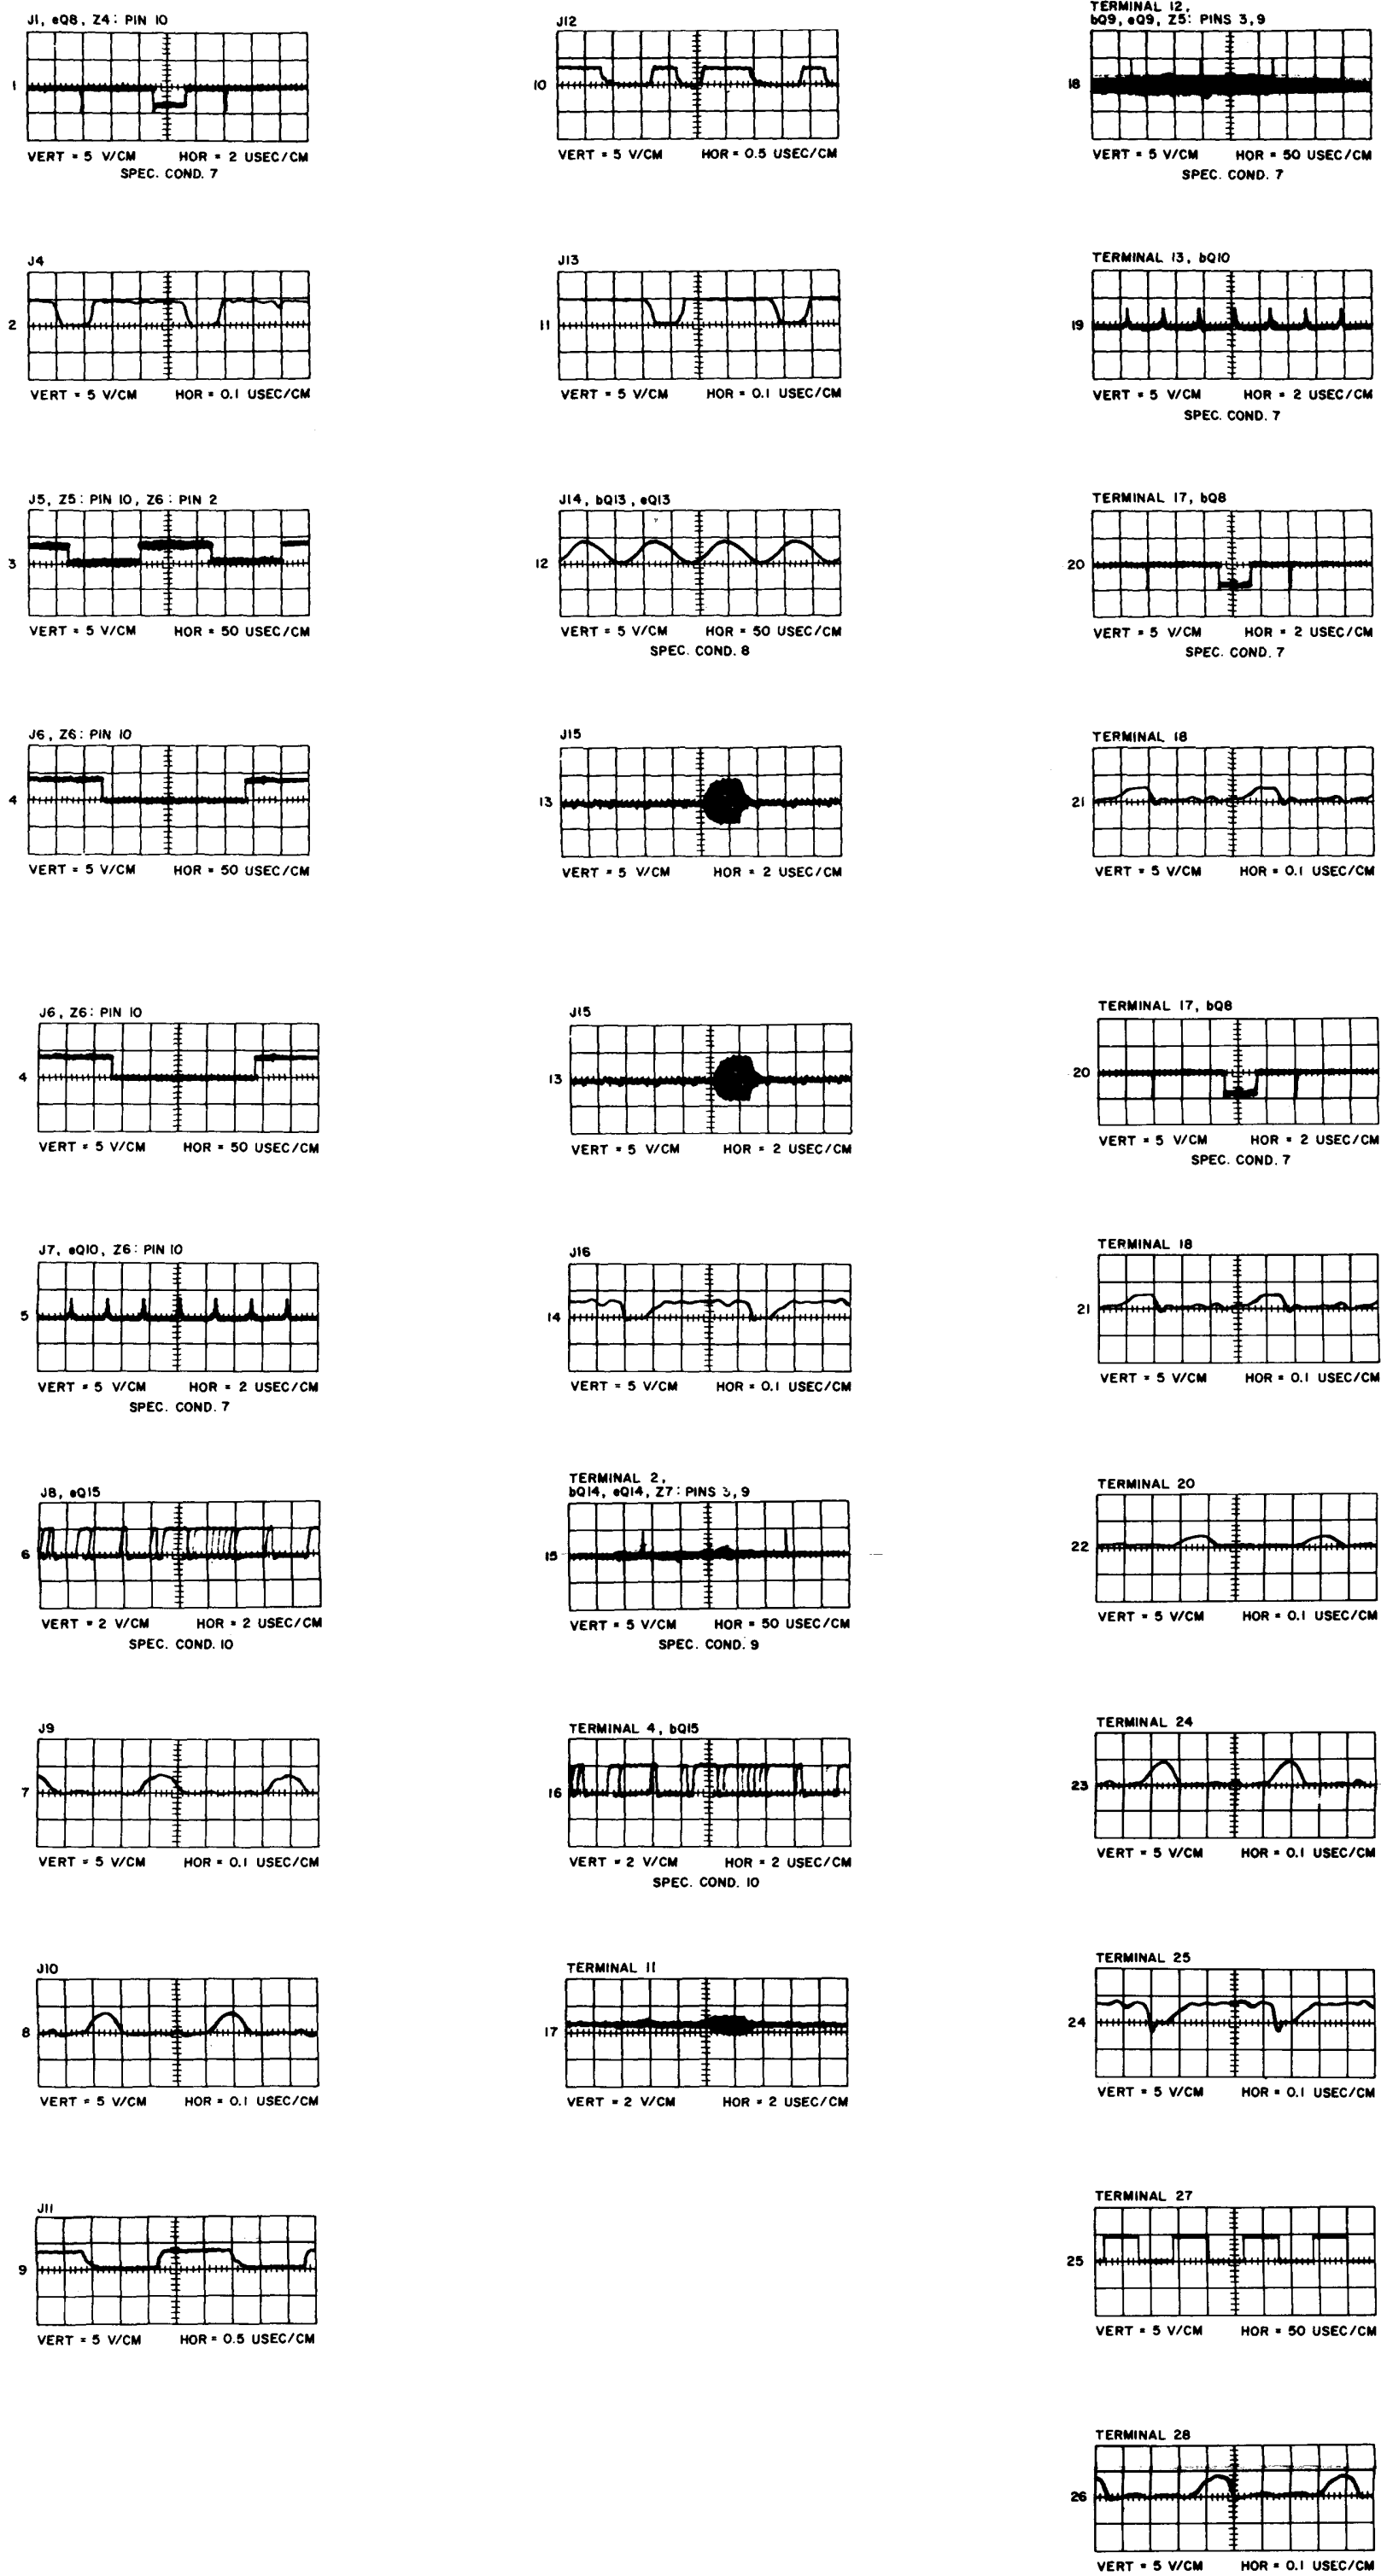 J1, eQ8, Z4: PIN 10
1
VERT = 5 V/CM HOR = 2 USEC/CM
SPEC. COND. 7
J4
2
VERT = 5 V/CM HOR = 0.1 USEC/CM
J5, Z5: PIN 10, Z6: PIN 2
3
VERT = 5 V/CM HOR = 50 USEC/CM
J6, Z6: PIN 10
4
VERT = 5 V/CM HOR = 50 USEC/CM
J6, Z6: PIN 10
4
VERT = 5 V/CM HOR = 50 USEC/CM
J7, eQ10, Z6: PIN 10
5
VERT = 5 V/CM HOR = 2 USEC/CM
SPEC. COND. 7
J8, eQ15
6
VERT = 2 V/CM HOR = 2 USEC/CM
SPEC. COND. 10
J9
7
VERT = 5 V/CM HOR = 0.1 USEC/CM
J10
8
VERT = 5 V/CM HOR = 0.1 USEC/CM
J11
9
VERT = 5 V/CM HOR = 0.5 USEC/CM
J12
10
VERT = 5 V/CM HOR = 0.5 USEC/CM
J13
11
VERT = 5 V/CM HOR = 0.1 USEC/CM
J14, bQ13, eQ13
12
VERT = 5 V/CM HOR = 50 USEC/CM
SPEC. COND. 8
J15
13
VERT = 5 V/CM HOR = 2 USEC/CM
J15
13
VERT = 5 V/CM HOR = 2 USEC/CM
J16
14
VERT = 5 V/CM HOR = 0.1 USEC/CM
TERMINAL 2,
bQ14, eQ14, Z7: PINS 3, 9
15
VERT = 5 V/CM HOR = 50 USEC/CM
SPEC. COND. 9
TERMINAL 4, bQ15
16
VERT = 2 V/CM HOR = 2 USEC/CM
SPEC. COND. 10
TERMINAL 11
17
VERT = 2 V/CM HOR = 2 USEC/CM
TERMINAL 12,
bQ9, eQ9, Z5: PINS 3,9
18
VERT = 5 V/CM HOR = 50 USEC/CM
SPEC. COND. 7
TERMINAL 13, bQ10
19
VERT = 5 V/CM HOR = 2 USEC/CM
SPEC. COND. 7
TERMINAL 17, bQ8
20
VERT = 5 V/CM HOR = 2 USEC/CM
SPEC. COND. 7
TERMINAL 18
21
VERT = 5 V/CM HOR = 0.1 USEC/CM
TERMINAL 17, bQ8
20
VERT = 5 V/CM HOR = 2 USEC/CM
SPEC. COND. 7
TERMINAL 18
21
VERT = 5 V/CM HOR = 0.1 USEC/CM
TERMINAL 20
22
VERT = 5 V/CM HOR = 0.1 USEC/CM
TERMINAL 24
23
VERT = 5 V/CM HOR = 0.1 USEC/CM
TERMINAL 25
24
VERT = 5 V/CM HOR = 0.1 USEC/CM
TERMINAL 27
25
VERT = 5 V/CM HOR = 50 USEC/CM
TERMINAL 28
26
VERT = 5 V/CM HOR = 0.1 USEC/CM